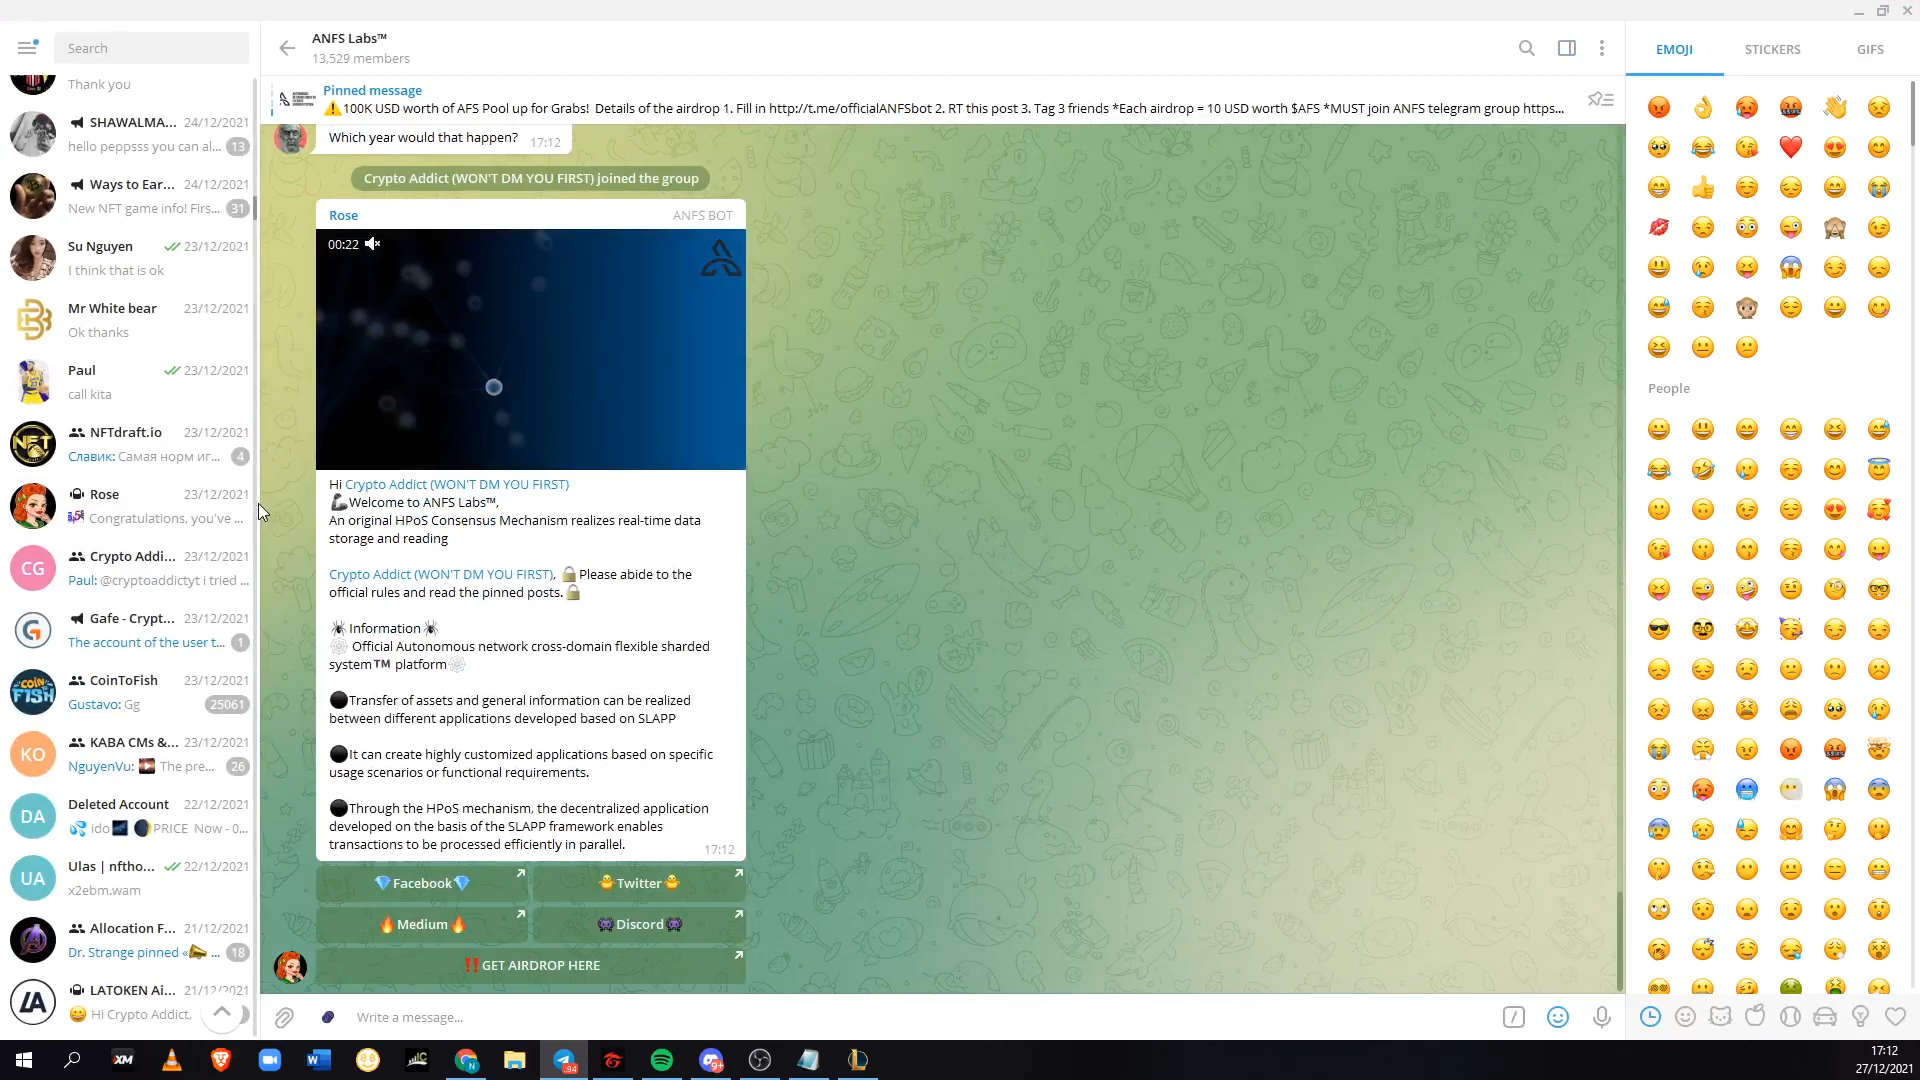 Search
Thank you
SHAWALMA... 24/12/2021
hello peppsss you can al... 13
Ways to Ear... 24/12/2021
New NFT game info! Firs... 31
Su Nguyen 23/12/2021
I think that is ok
Mr White bear 23/12/2021
Ok thanks
Paul 23/12/2021
call kita
NFTdraft.io 23/12/2021
Славик: Самая норм иг... 4
Rose 23/12/2021
Congratulations, you've ...
CG Crypto Addi... 23/12/2021
Paul: @cryptoaddictyt i tried ...
Gafe - Crypt... 23/12/2021
The account of the user t... 1
CoinToFish 23/12/2021
Gustavo: Gg 25061
KO KABA CMs &... 23/12/2021
NguyenVu: The pre... 26
DA Deleted Account 22/12/2021
💦 ido 🌒PRICE Now - 0...
UA Ulas | nftho... 22/12/2021
x2ebm.wam
Allocation F... 21/12/2021
Dr. Strange pinned «📣 ... 18
LATOKEN Ai... 21/12/2021
😀 Hi Crypto Addict,
ANFS Labs™
13,529 members
Pinned message
⚠️100K USD worth of AFS Pool up for Grabs! Details of the airdrop 1. Fill in http://t.me/officialANFSbot 2. RT this post 3. Tag 3 friends *Each airdrop = 10 USD worth $AFS *MUST join ANFS telegram group https...
Which year would that happen? 17:12
Crypto Addict (WON'T DM YOU FIRST) joined the group
Rose ANFS BOT
00:22
Hi Crypto Addict (WON'T DM YOU FIRST)
🦾Welcome to ANFS Labs™,
An original HPoS Consensus Mechanism realizes real-time data
storage and reading
Crypto Addict (WON'T DM YOU FIRST), 🔒Please abide to the
official rules and read the pinned posts.🔒
🕷Information🕷
🕸 Official Autonomous network cross-domain flexible sharded
system™️ platform🕸
⚫Transfer of assets and general information can be realized
between different applications developed based on SLAPP
⚫It can create highly customized applications based on specific
usage scenarios or functional requirements.
⚫Through the HPoS mechanism, the decentralized application
developed on the basis of the SLAPP framework enables
transactions to be processed efficiently in parallel. 17:12
💎Facebook💎 🐥Twitter🐥
🔥Medium🔥 👾Discord👾
‼️GET AIRDROP HERE
Write a message...
EMOJI STICKERS GIFS
People
17:12
27/12/2021